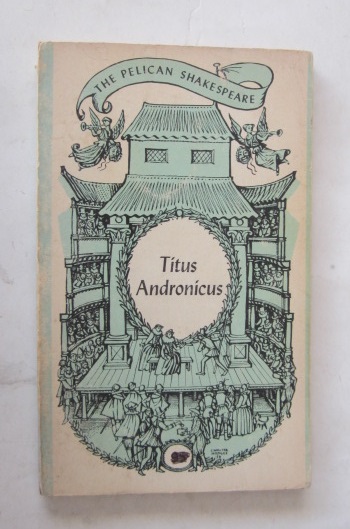 THE PELICAN SHAKESPEARE
Titus
Andronicus